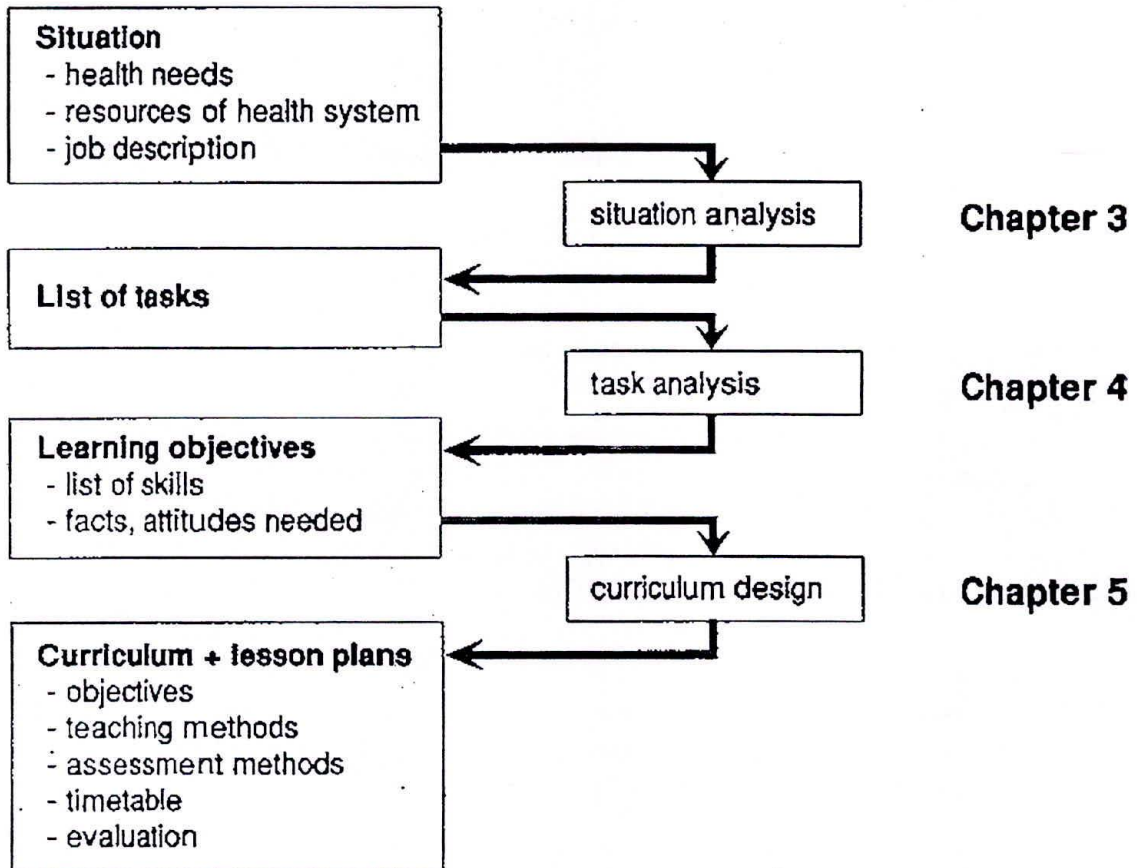 Situation
- health needs
- resources of health system
- job description
situation analysis
Chapter 3
List of tasks
task analysis
Chapter 4
Learning objectives
- list of skills
- facts, attitudes needed
curriculum design
Chapter 5
Curriculum + lesson plans
- objectives
- teaching methods
- assessment methods
- timetable
- evaluation